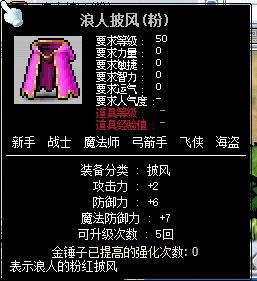 浪人披风(粉)
要求等级: 50
要求力量: 0
要求敏捷: 0
要求智力: 0
要求运气: 0
要求人气度: -
道具等级: -
道具经验值: -
新手 战士 魔法师 弓箭手 飞侠 海盗
装备分类: 披风
攻击力: +2
防御力: +6
魔法防御力: +7
可升级次数: 5回
金锤子已提高的强化次数: 0
表示浪人的粉红披风